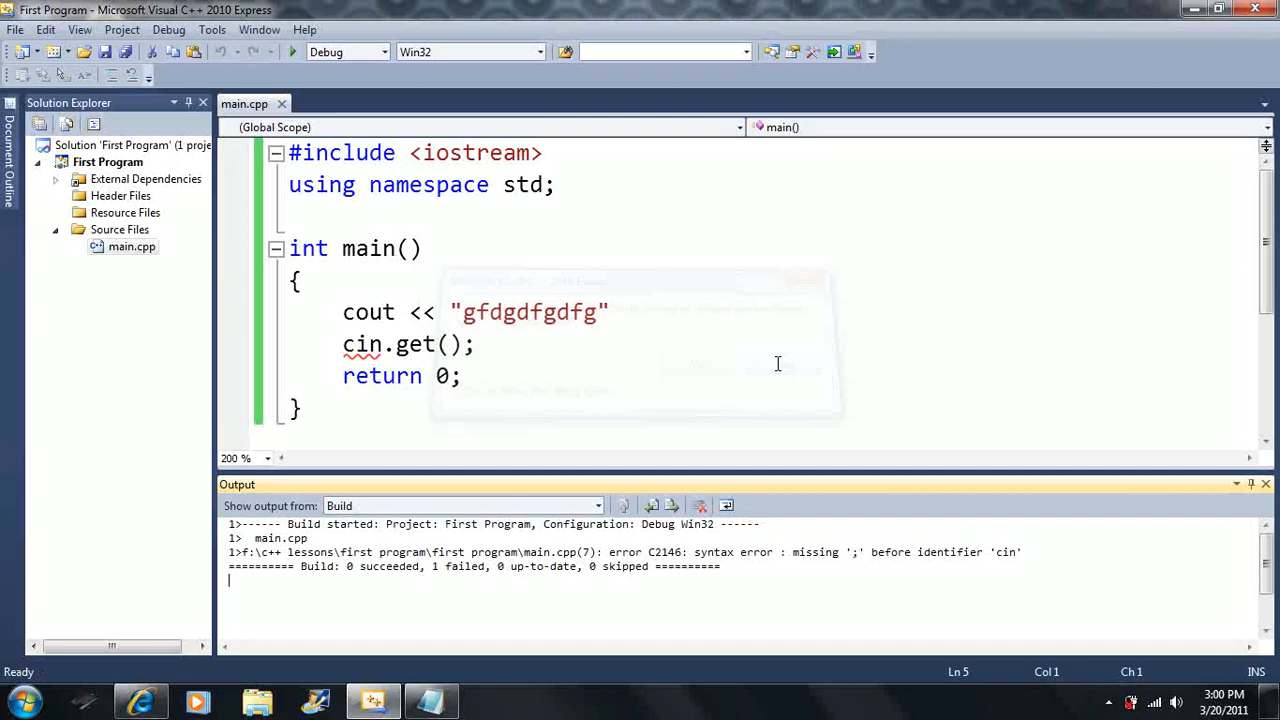 First Program - Microsoft Visual C++ 2010 Express
File Edit View Project Debug Tools Window Help
Debug Win32
Solution Explorer
main.cpp
Document Outline
(Global Scope) main()
Solution 'First Program' (1 proje
First Program
External Dependencies
Header Files
Resource Files
Source Files
main.cpp
#include <iostream>
using namespace std;
int main()
{
cout << "gfdgdfgdfg"
cin.get();
return 0;
}
200 %
Output
Show output from: Build
1>------ Build started: Project: First Program, Configuration: Debug Win32 ------
1> main.cpp
1>f:\c++ lessons\first program\first program\main.cpp(7): error C2146: syntax error : missing ';' before identifier 'cin'
========== Build: 0 succeeded, 1 failed, 0 up-to-date, 0 skipped ==========
Ready Ln 5 Col 1 Ch 1 INS
3:00 PM
3/20/2011